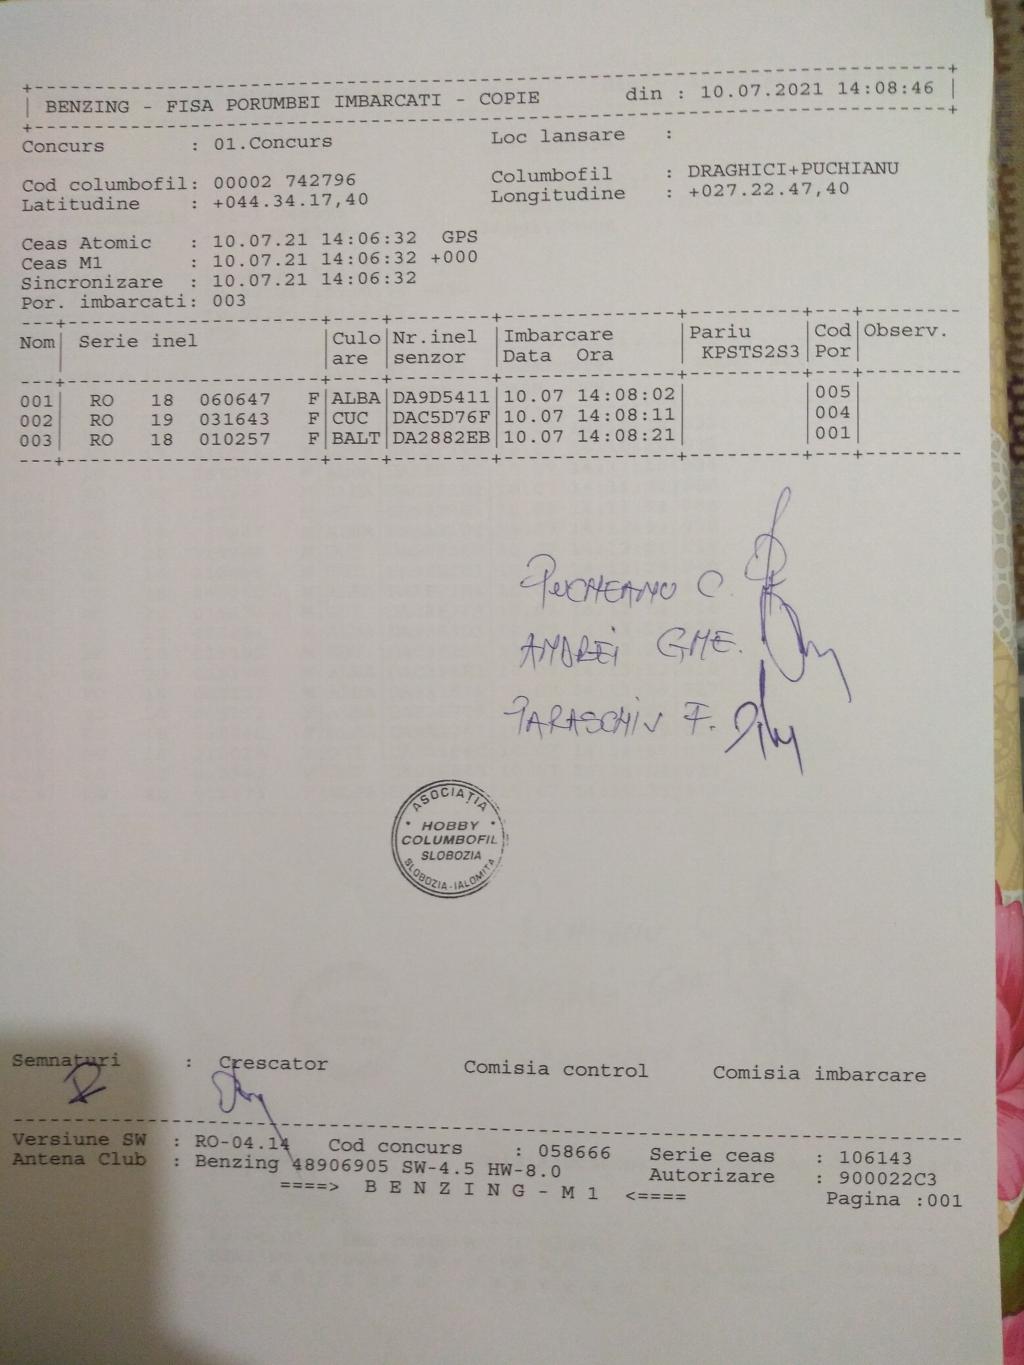 BENZING - FISA PORUMBEI IMBARCATI - COPIE din : 10.07.2021 14:08:46
Concurs : 01.Concurs Loc lansare :
Cod columbofil: 00002 742796 Columbofil : DRAGHICI+PUCHIANU
Latitudine : +044.34.17,40 Longitudine : +027.22.47,40
Ceas Atomic : 10.07.21 14:06:32 GPS
Ceas M1 : 10.07.21 14:06:32 +000
Sincronizare : 10.07.21 14:06:32
Por. imbarcati: 003
Nom| Serie inel |Culo|Nr.inel |Imbarcare |Pariu |Cod|Observ.
| |are |senzor |Data Ora | KPSTS2S3|Por|
001| RO 18 060647 F|ALBA|DA9D5411|10.07 14:08:02| |005|
002| RO 19 031643 F|CUC |DAC5D76F|10.07 14:08:11| |004|
003| RO 18 010257 F|BALT|DA2882EB|10.07 14:08:21| |001|
PUCHEANU C.
ANDREI GHE.
PARASCHIV F.
ASOCIAȚIA
HOBBY
COLUMBOFIL
SLOBOZIA
SLOBOZIA-IALOMITA
Semnaturi : Crescator Comisia control Comisia imbarcare
Versiune SW : RO-04.14 Cod concurs : 058666 Serie ceas : 106143
Antena Club : Benzing 48906905 SW-4.5 HW-8.0 Autorizare : 900022C3
====> B E N Z I N G - M 1 <==== Pagina :001